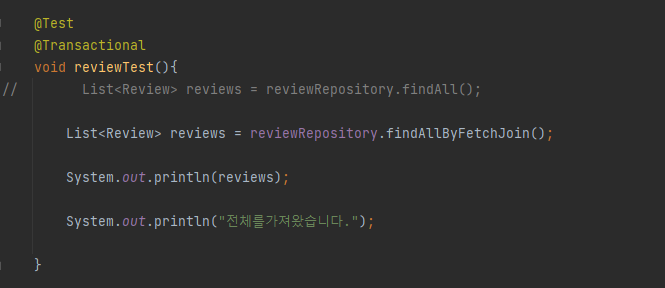 @Test
@Transactional
void reviewTest(){
//        List<Review> reviews = reviewRepository.findAll();
List<Review> reviews = reviewRepository.findAllByFetchJoin();
System.out.println(reviews);
System.out.println("전체를가져왔습니다.");
}